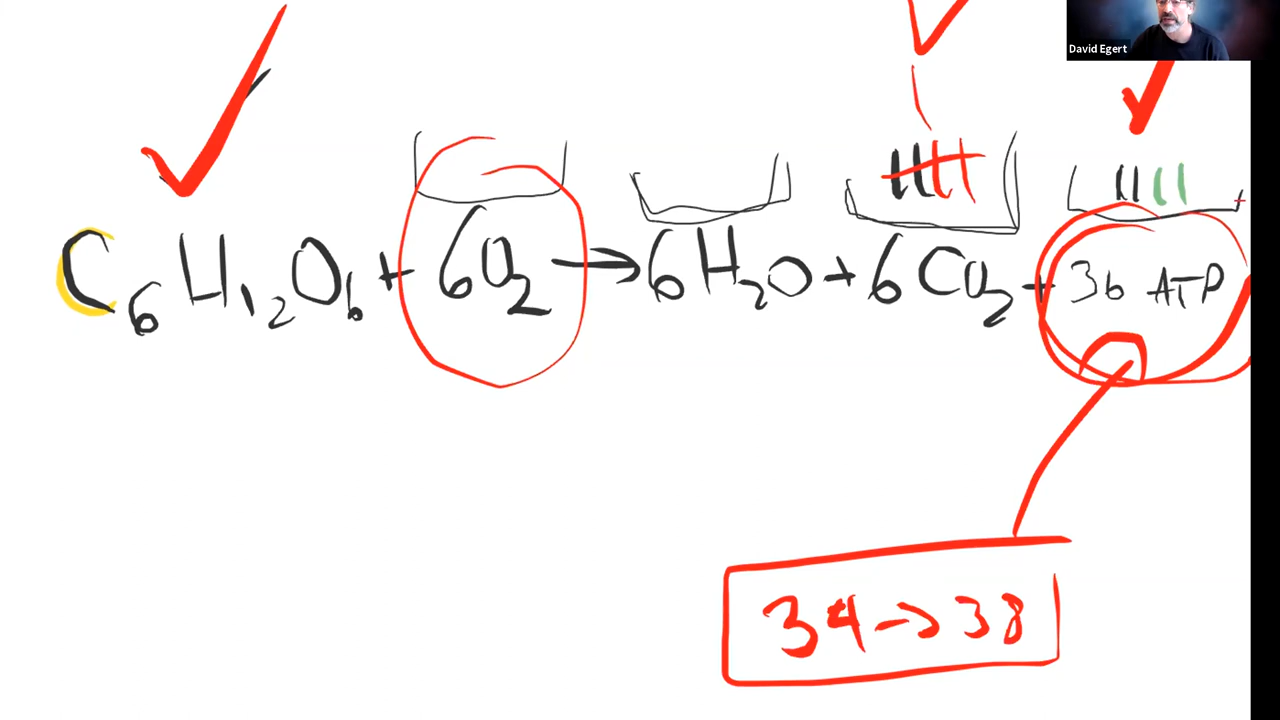 David Egert
C6H12O6 + 6O2 → 6H2O + 6CO2 + 36 ATP
34 → 38